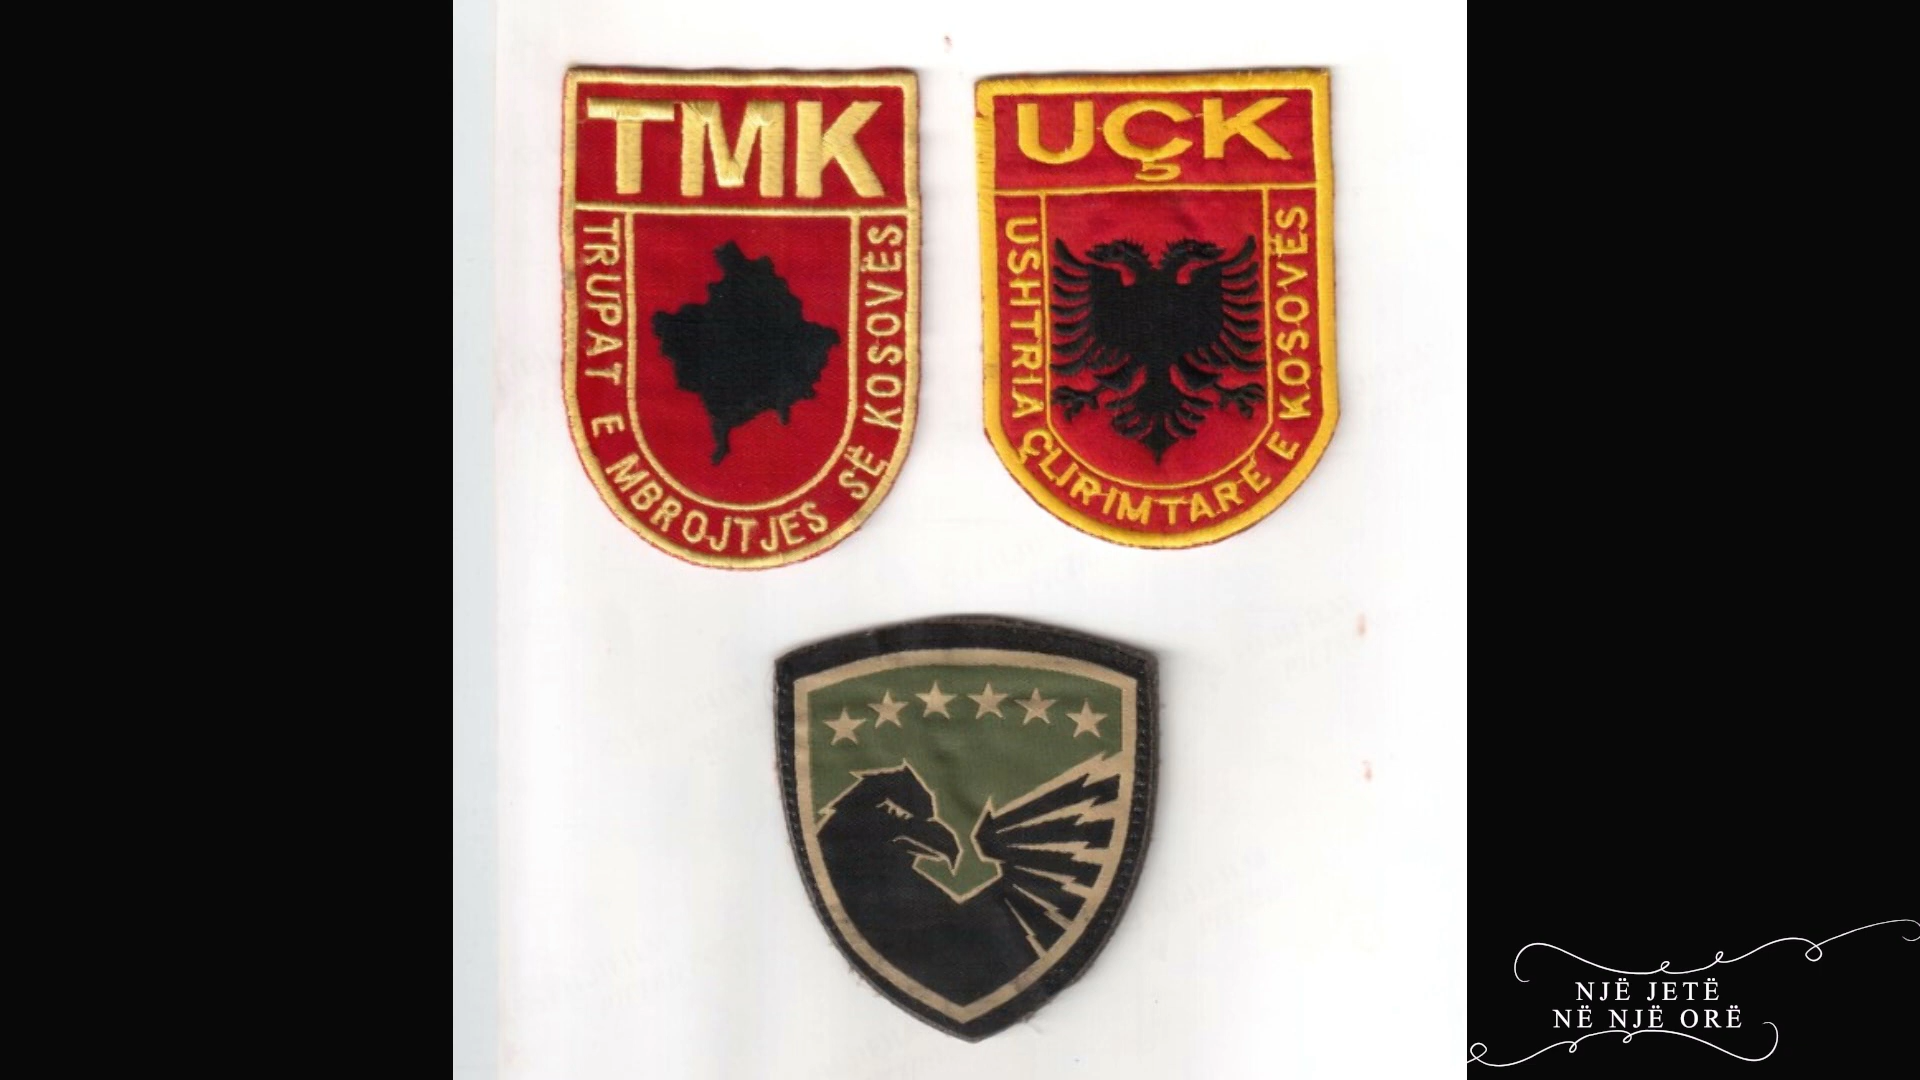 TMK
TRUPAT E MBROJTJES SË KOSOVËS
UÇK
USHTRIA ÇLIRIMTARE E KOSOVËS
NJË JETË
NË NJË ORË